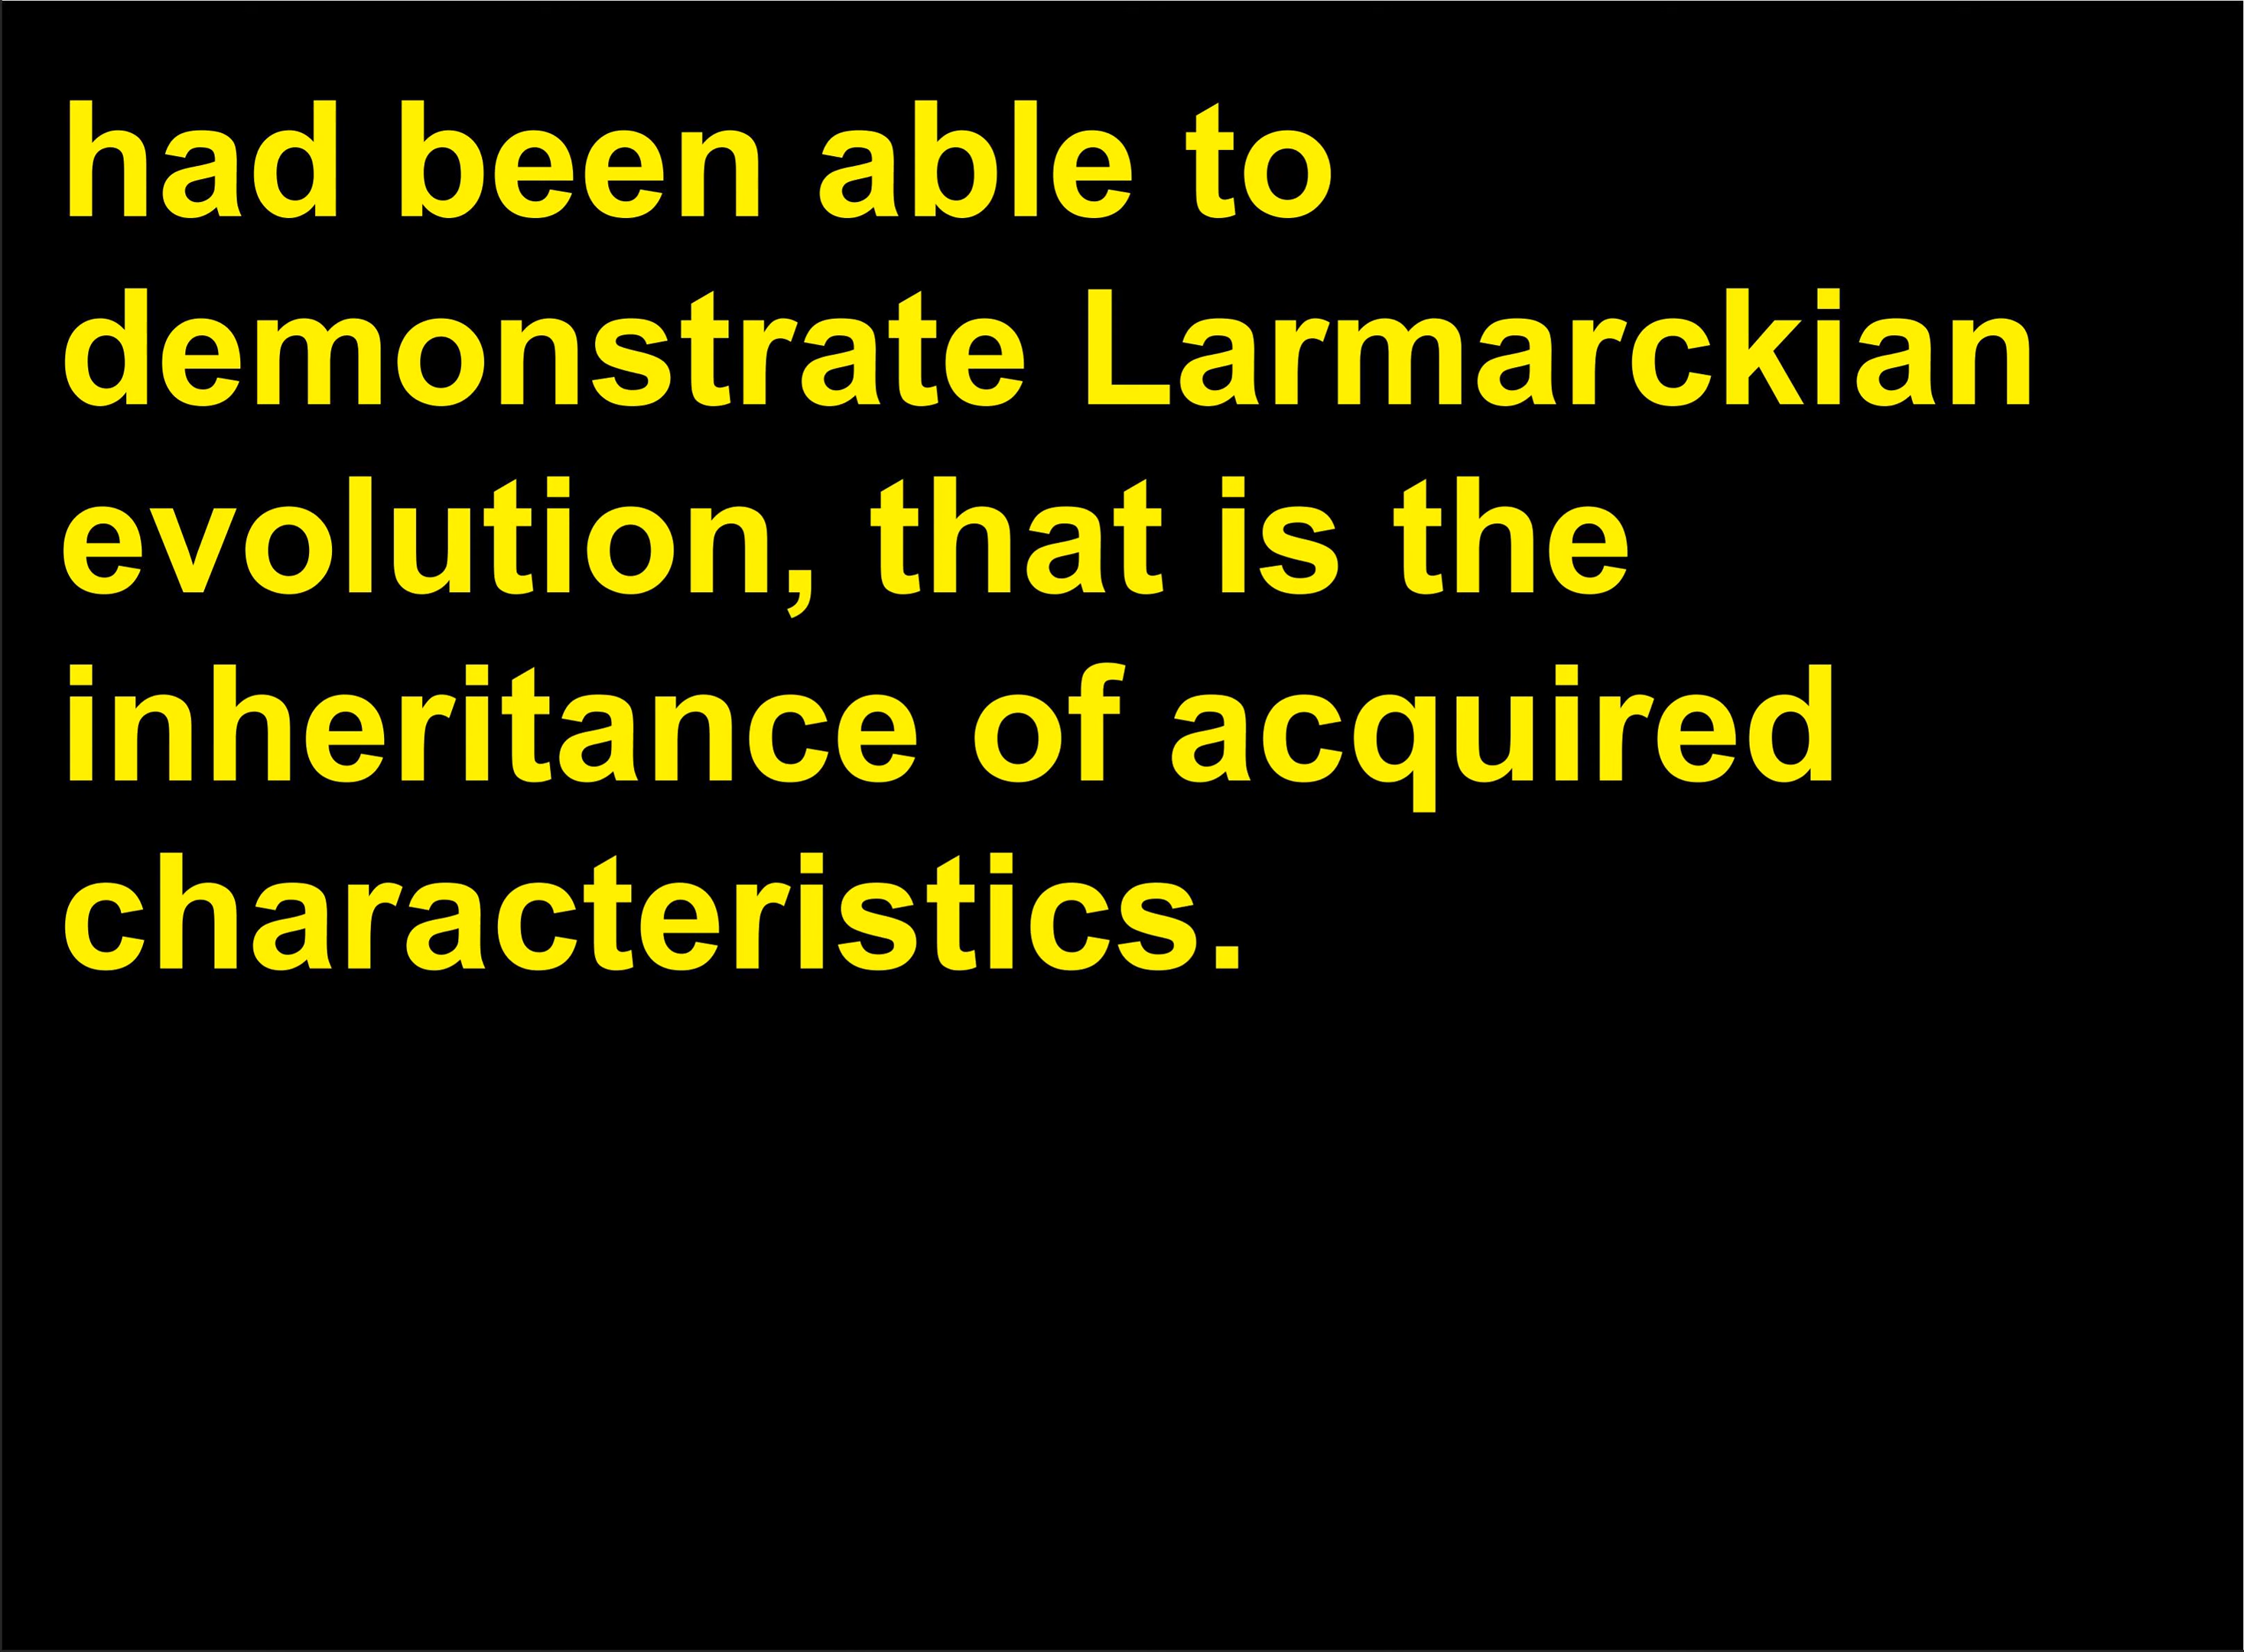 had been able to
demonstrate Larmarckian
evolution, that is the
inheritance of acquired
characteristics.